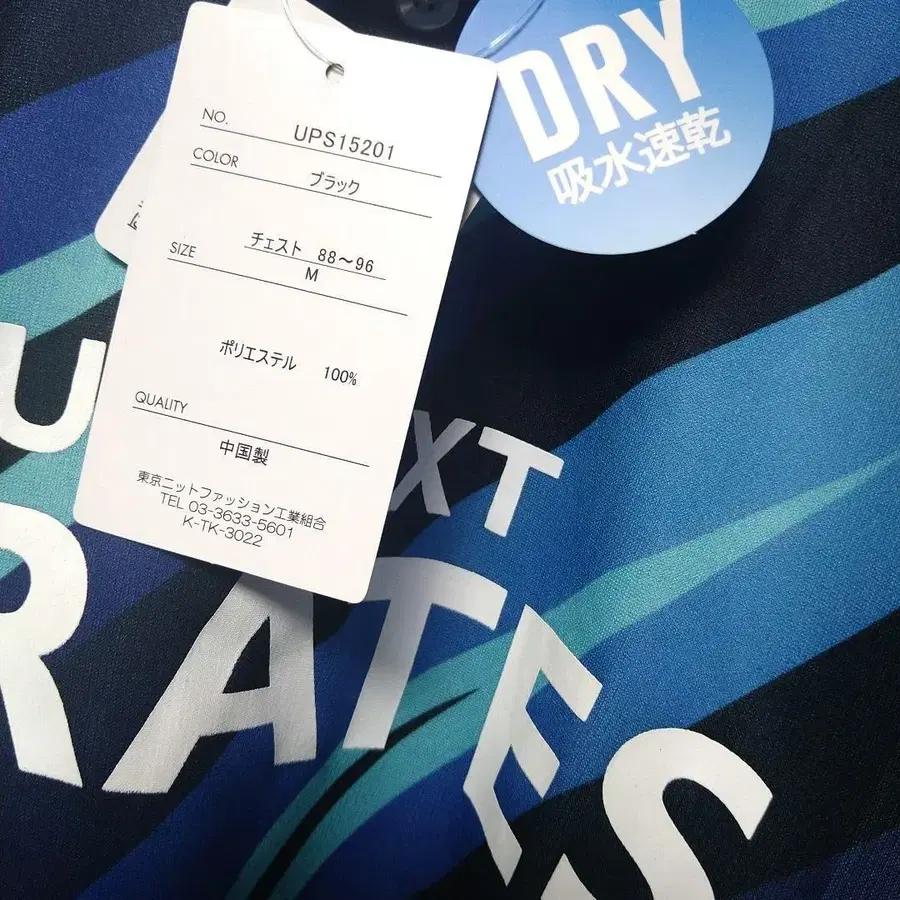 DRY
吸水速乾
NO.
UPS15201
COLOR
ブラック
チェスト 88~96
SIZE
M
ポリエステル 100%
QUALITY
中国製
東京ニットファッション工業組合
TEL 03-3633-5601
K-TK-3022
U XT
RATES